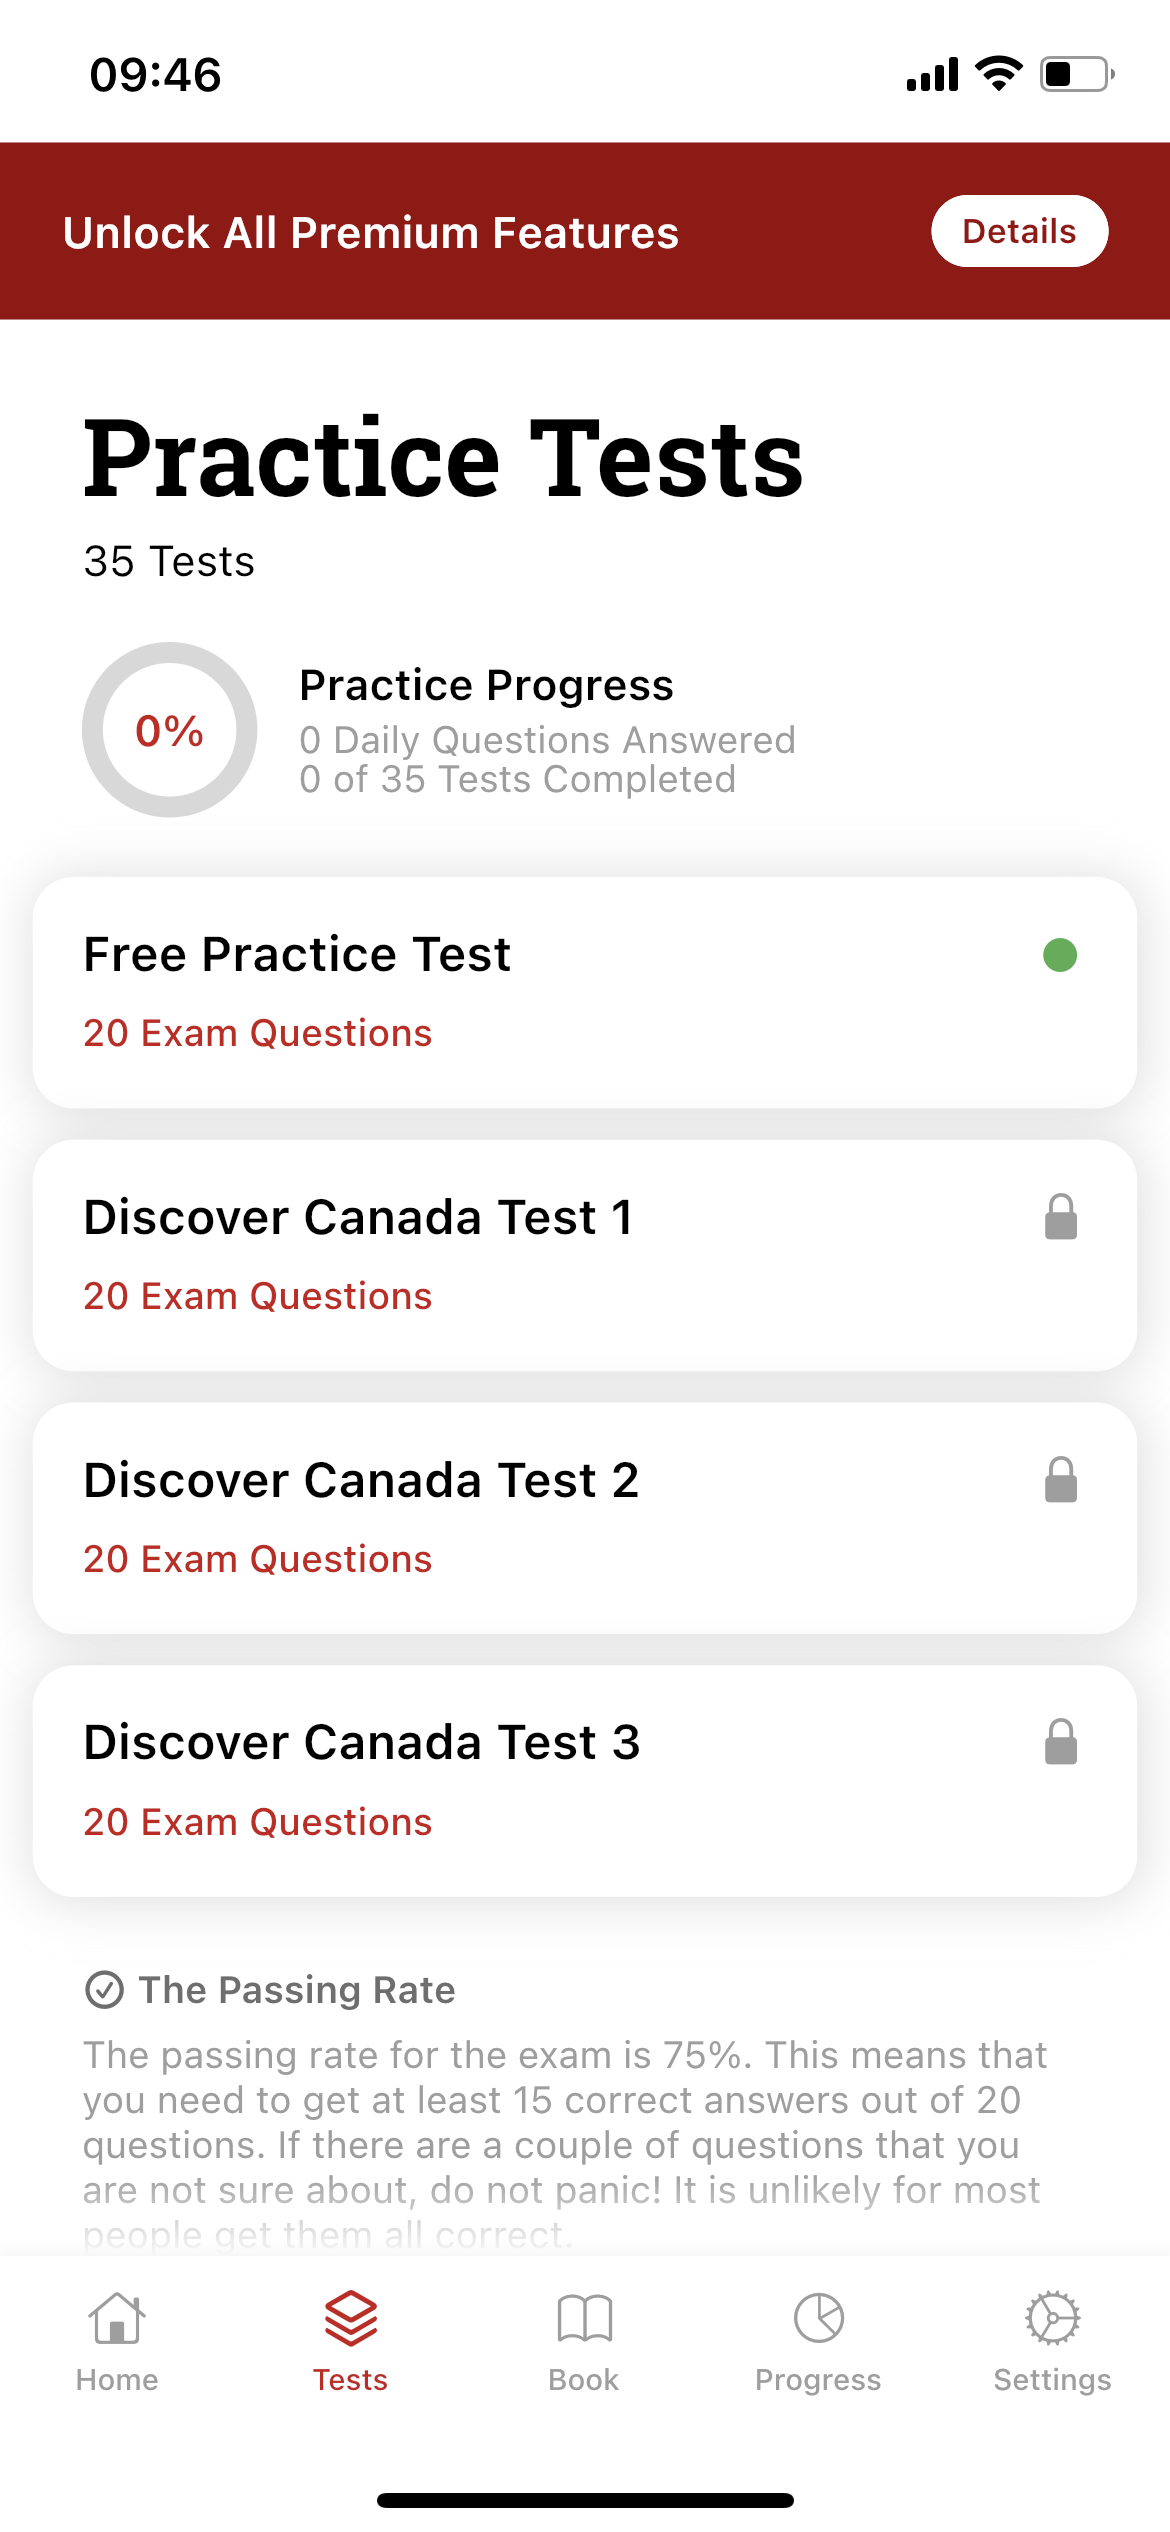 09:46
Unlock All Premium Features
Details
Practice Tests
35 Tests
0%
Practice Progress
0 Daily Questions Answered
0 of 35 Tests Completed
Free Practice Test
20 Exam Questions
Discover Canada Test 1
20 Exam Questions
Discover Canada Test 2
20 Exam Questions
Discover Canada Test 3
20 Exam Questions
The Passing Rate
The passing rate for the exam is 75%. This means that
you need to get at least 15 correct answers out of 20
questions. If there are a couple of questions that you
are not sure about, do not panic! It is unlikely for most
people get them all correct.
Home
Tests
Book
Progress
Settings